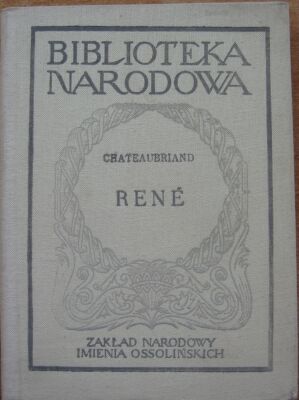 BIBLIOTEKA
NARODOWA
CHATEAUBRIAND
RENÉ
ZAKŁAD NARODOWY
IMIENIA OSSOLIŃSKICH